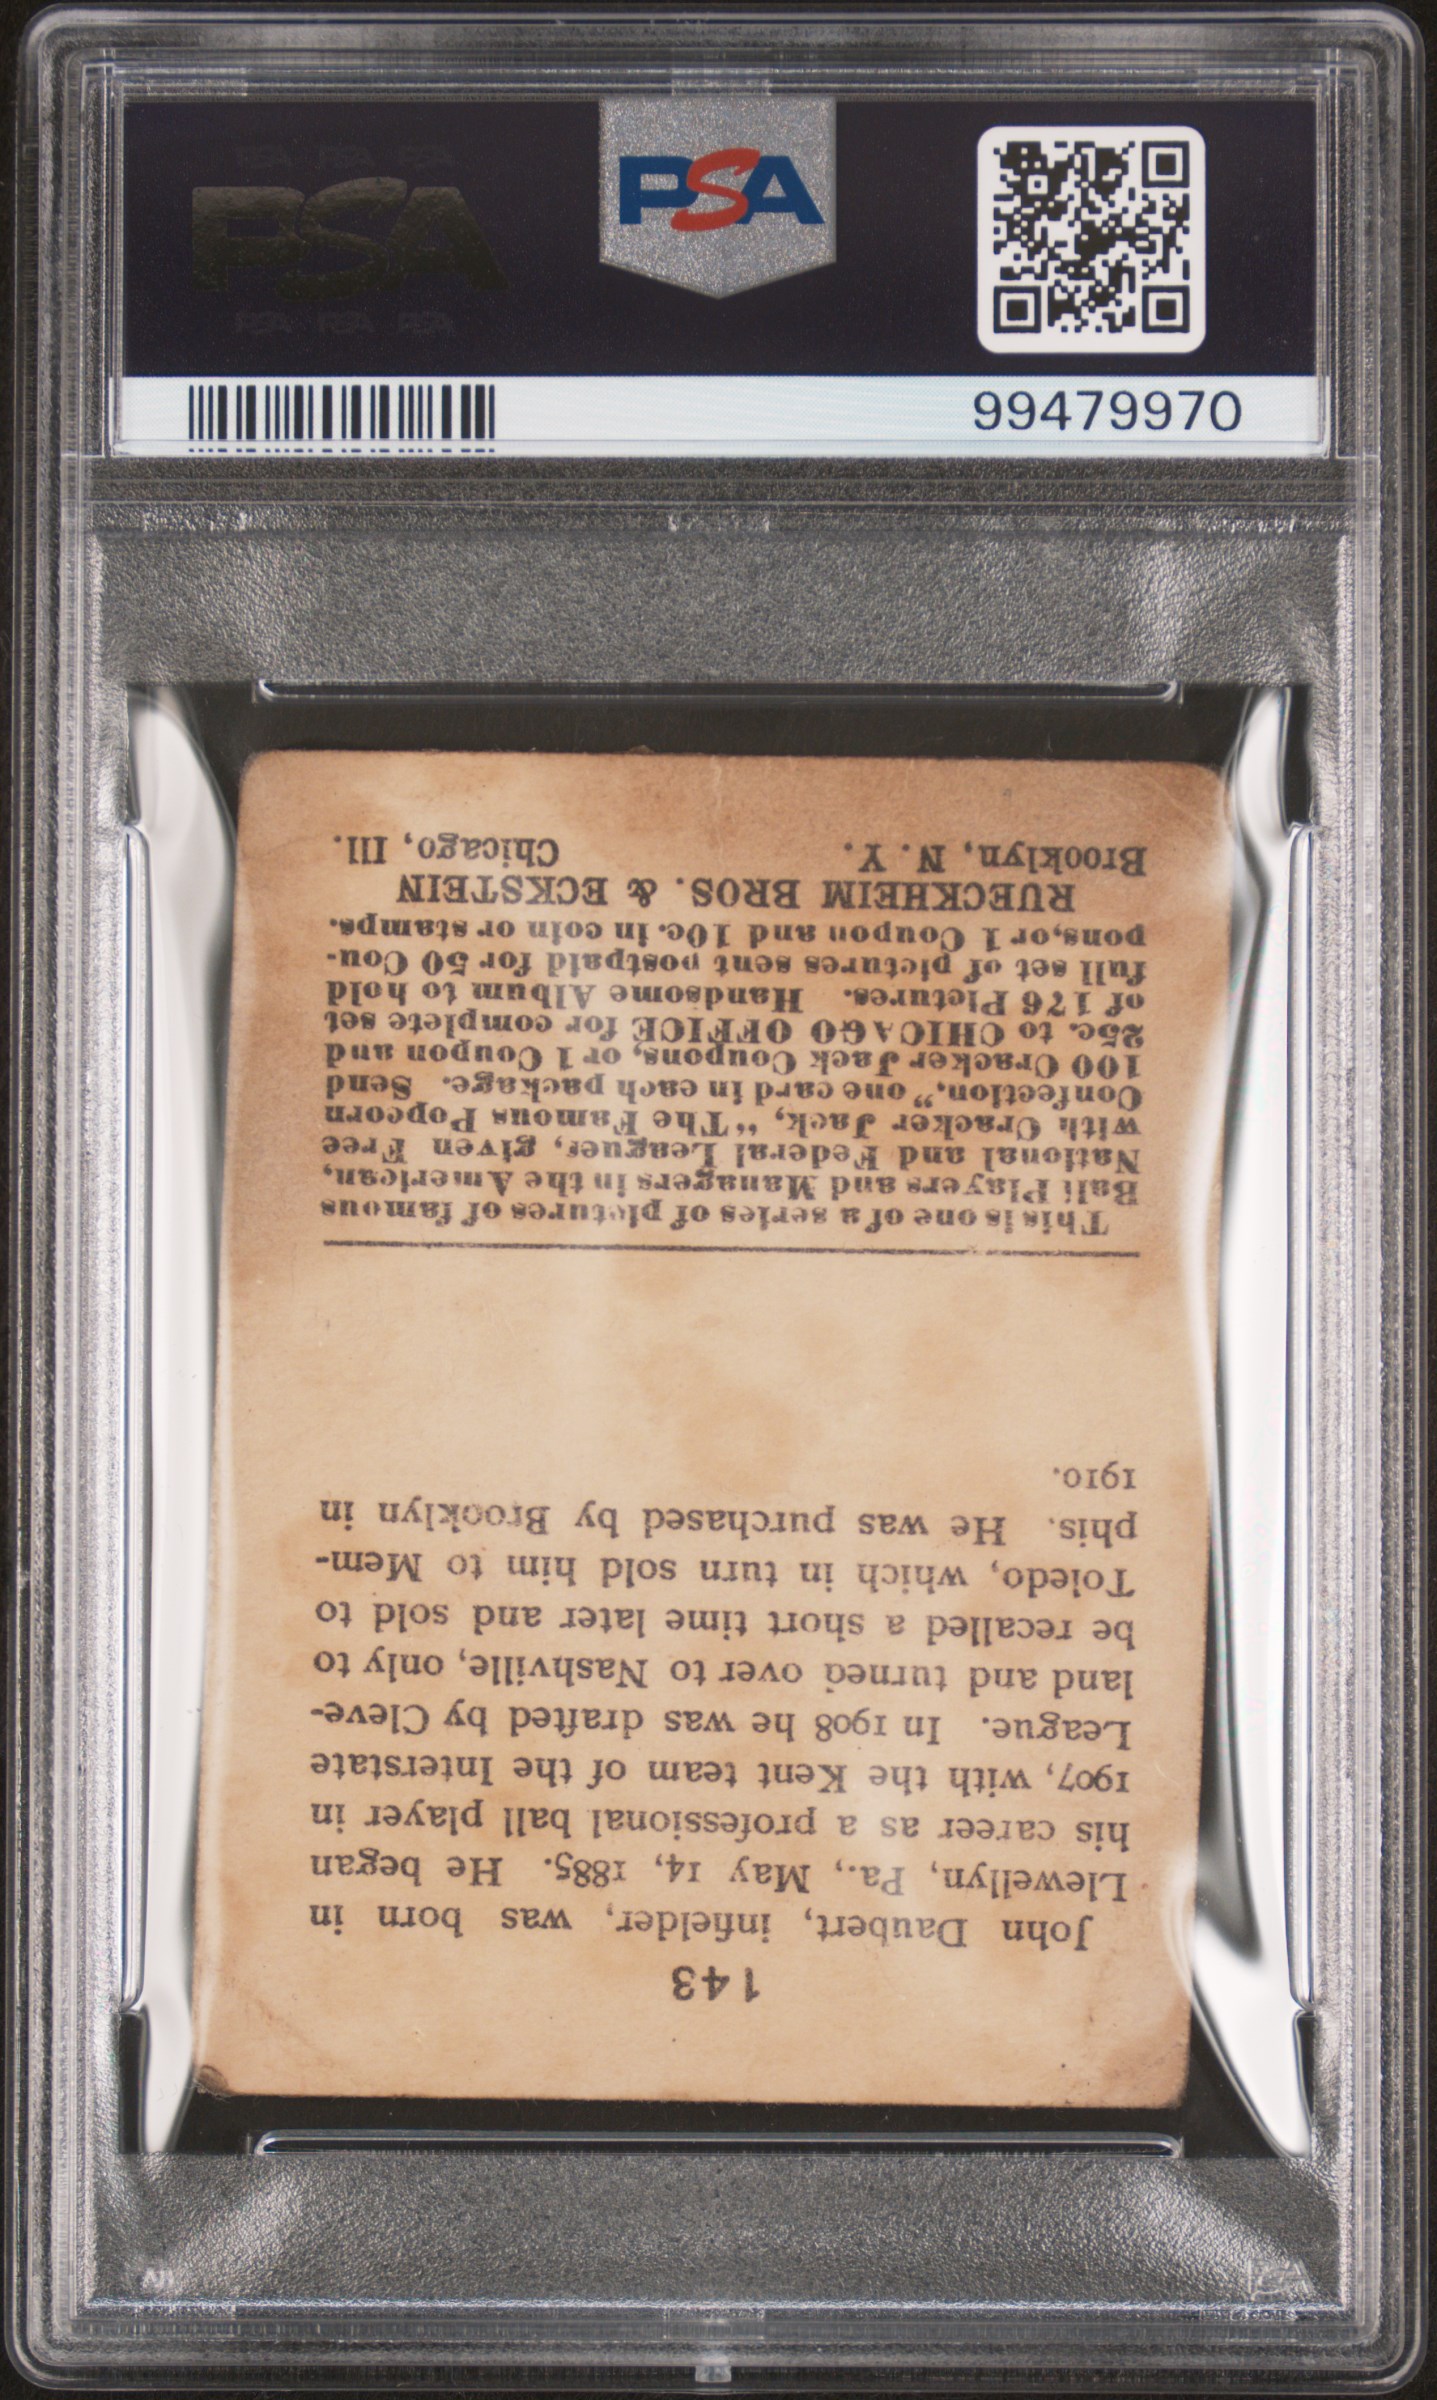 PSA
PSA
99479970
143
John Daubert, infielder, was born in
Llewellyn, Pa., May 14, 1885. He began
his career as a professional ball player in
1907, with the Kent team of the Interstate
League. In 1908 he was drafted by Cleve-
land and turned over to Nashville, only to
be recalled a short time later and sold to
Toledo, which in turn sold him to Mem-
phis. He was purchased by Brooklyn in
1910.
This is one of a series of pictures of famous
Ball Players and Managers in the American,
National and Federal Leagues, given Free
with Cracker Jack, “The Famous Popcorn
Confection,” one card in each package. Send
100 Cracker Jack Coupons, or 1 Coupon and
25c. to CHICAGO OFFICE for complete set
of 176 Pictures. Handsome Album to hold
full set of pictures sent postpaid for 50 Cou-
pons, or 1 Coupon and 10c. in coin or stamps.
RUECKHEIM BROS. & ECKSTEIN
Brooklyn, N. Y. Chicago, Ill.